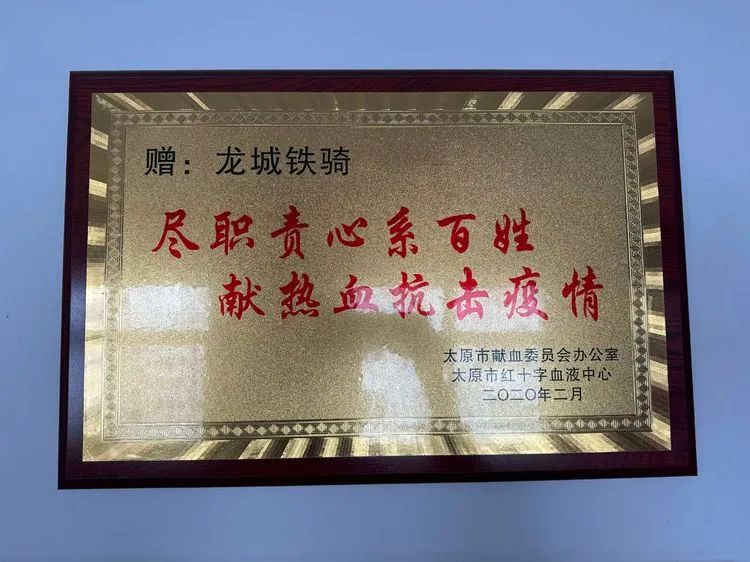 赠：龙城铁骑
尽职责心系百姓
献热血抗击疫情
太原市献血委员会办公室
太原市红十字血液中心
二〇二〇年二月